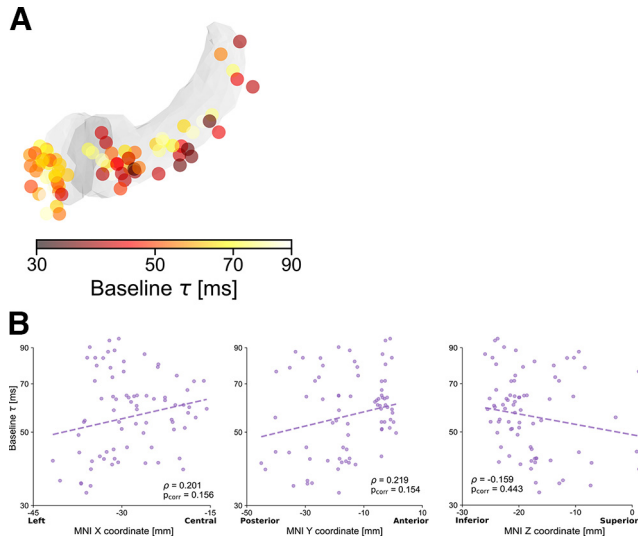 A
30 50 70 90
Baseline τ [ms]
B
Baseline τ [ms]
90
70
50
30
ρ = 0.201
pcorr = 0.156
-45 -35 -25 -15
Left Central
MNI X coordinate [mm]
90
70
50
30
ρ = 0.219
pcorr = 0.154
-50 -30 -10 10
Posterior Anterior
MNI Y coordinate [mm]
90
70
50
30
ρ = -0.159
pcorr = 0.443
-30 -20 -10 0
Inferior Superior
MNI Z coordinate [mm]